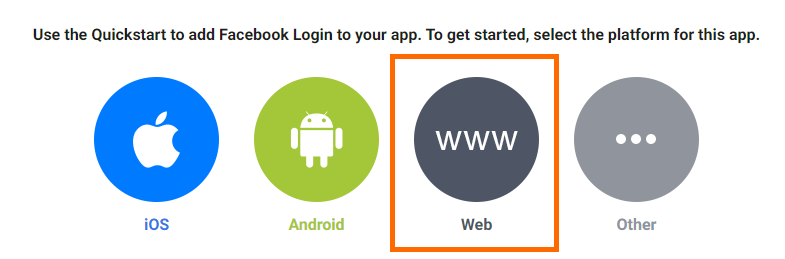 Use the Quickstart to add Facebook Login to your app. To get started, select the platform for this app.
www
iOS
Android
Web
Other